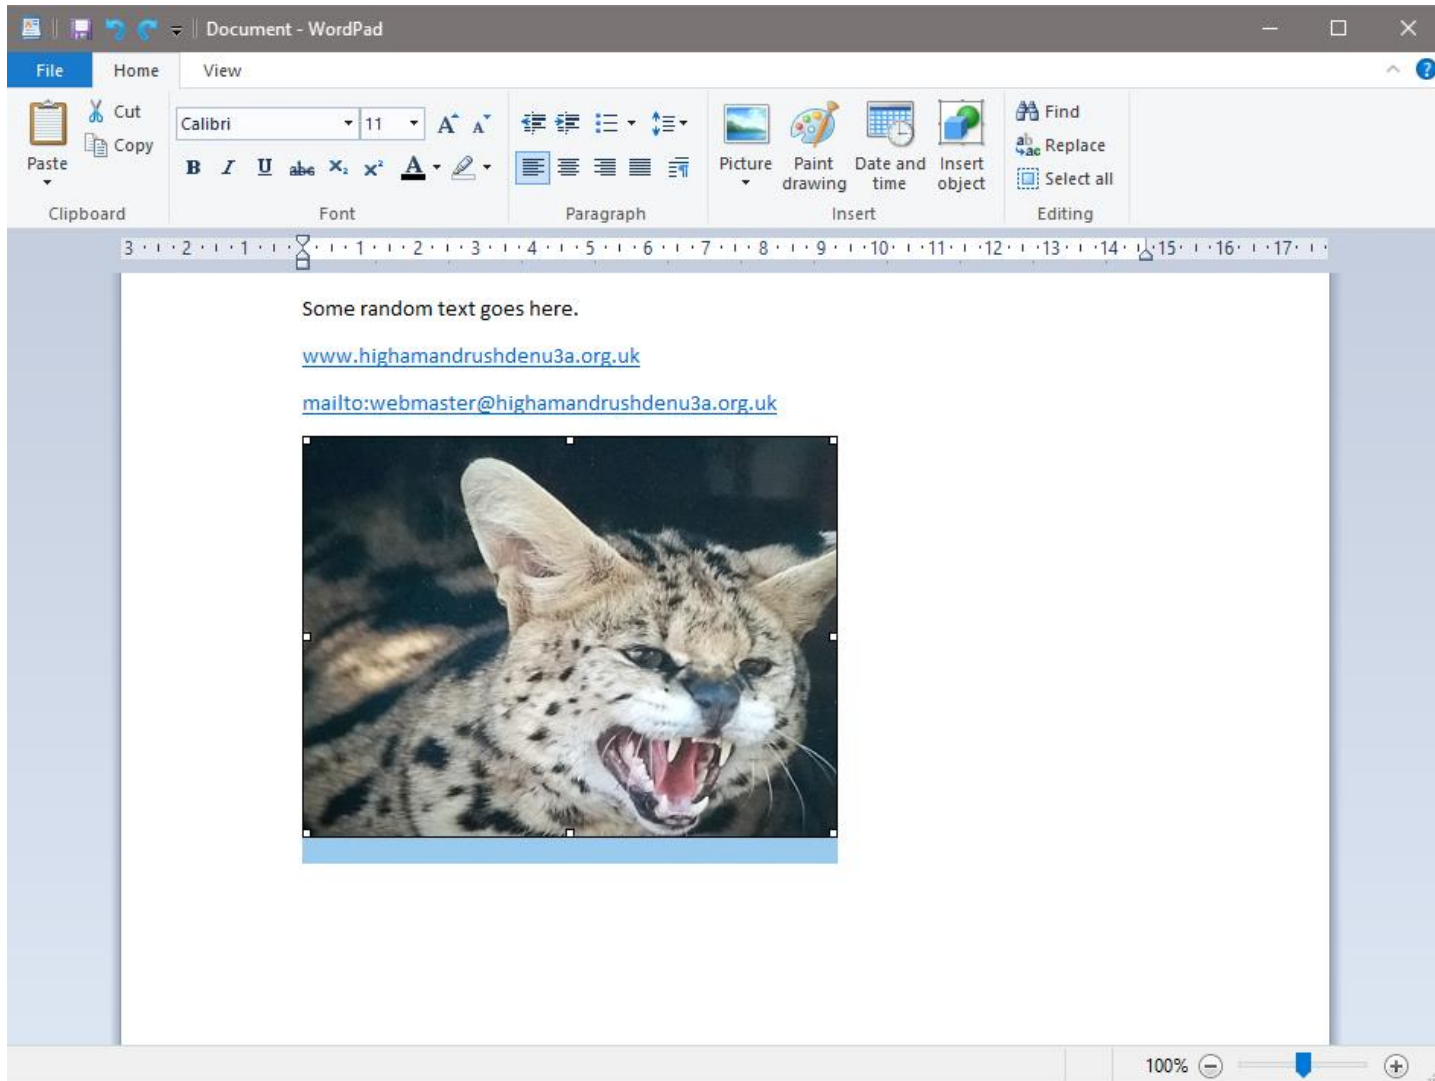 Document - WordPad
File Home View
Cut
Copy
Paste
Clipboard
Calibri 11 A A
B I U abc X₂ X² A
Font
Paragraph
Picture Paint drawing Date and time Insert object
Insert
Find
Replace
Select all
Editing
3 2 1 1 2 3 4 5 6 7 8 9 10 11 12 13 14 15 16 17
Some random text goes here.
www.highamandrushdenu3a.org.uk
mailto:webmaster@highamandrushdenu3a.org.uk
100%